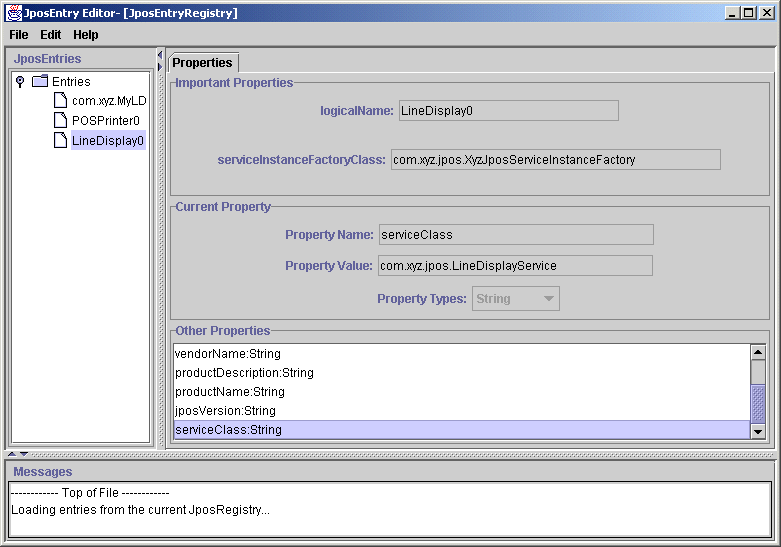 JposEntry Editor- [JposEntryRegistry]
File Edit Help
JposEntries
Entries
com.xyz.MyLD
POSPrinter0
LineDisplay0
Properties
Important Properties
logicalName: LineDisplay0
serviceInstanceFactoryClass: com.xyz.jpos.XyzJposServiceInstanceFactory
Current Property
Property Name: serviceClass
Property Value: com.xyz.jpos.LineDisplayService
Property Types: String
Other Properties
vendorName:String
productDescription:String
productName:String
jposVersion:String
serviceClass:String
Messages
------------ Top of File ------------
Loading entries from the current JposRegistry...